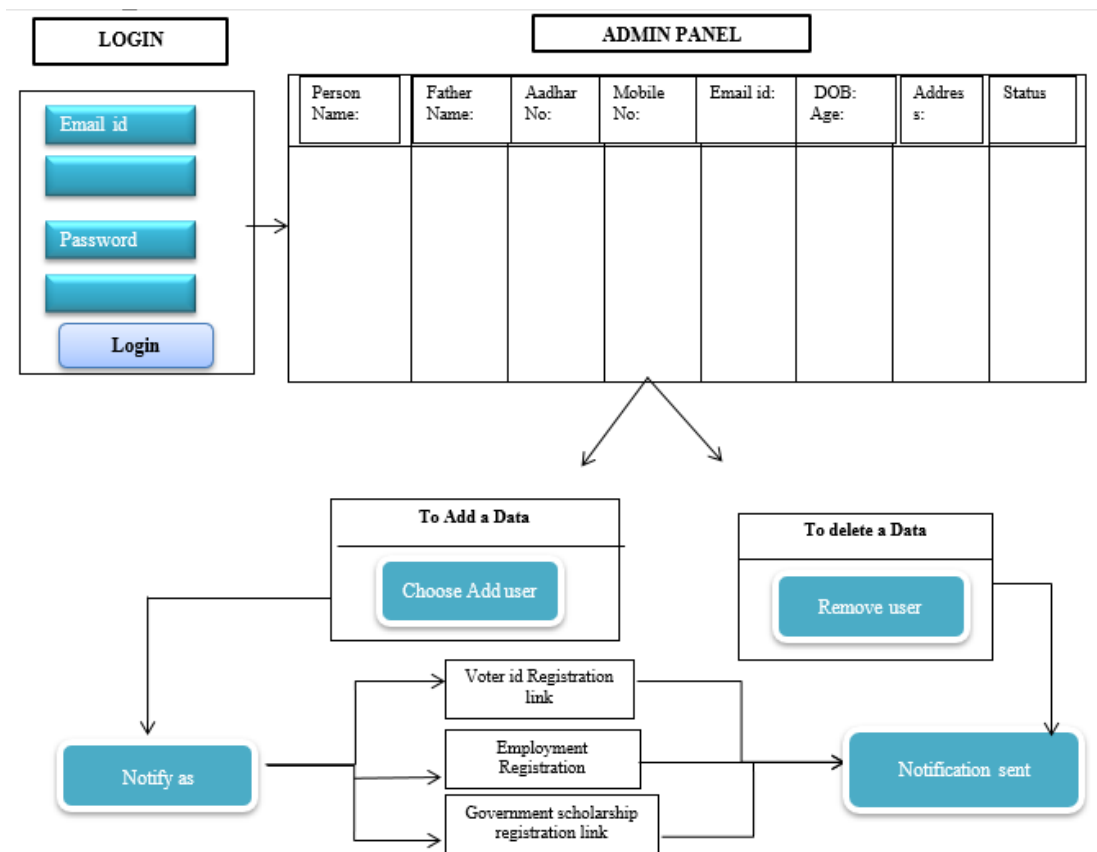 LOGIN
ADMIN PANEL
Email id
Password
Login
Person
Name:
Father
Name:
Aadhar
No:
Mobile
No:
Email id:
DOB:
Age:
Addres
s:
Status
To Add a Data
Choose Add user
To delete a Data
Remove user
Voter id Registration
link
Notify as
Employment
Registration
Notification sent
Government scholarship
registration link